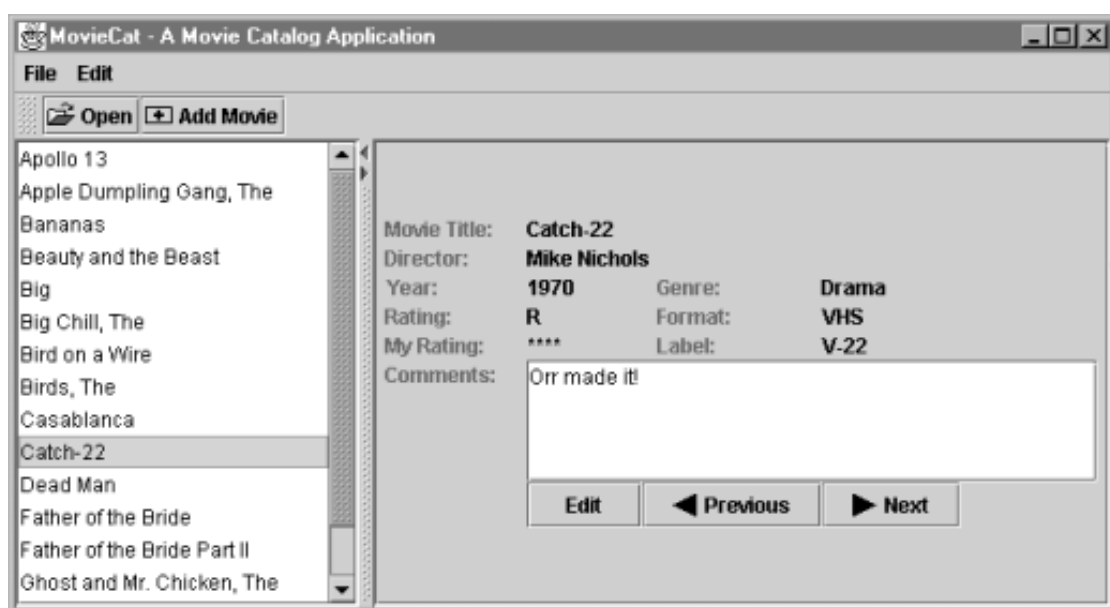 MovieCat - A Movie Catalog Application
File Edit
Open Add Movie
Apollo 13
Apple Dumpling Gang, The
Bananas
Beauty and the Beast
Big
Big Chill, The
Bird on a Wire
Birds, The
Casablanca
Catch-22
Dead Man
Father of the Bride
Father of the Bride Part II
Ghost and Mr. Chicken, The
Movie Title: Catch-22
Director: Mike Nichols
Year: 1970 Genre: Drama
Rating: R Format: VHS
My Rating: **** Label: V-22
Comments: Orr made it!
Edit Previous Next